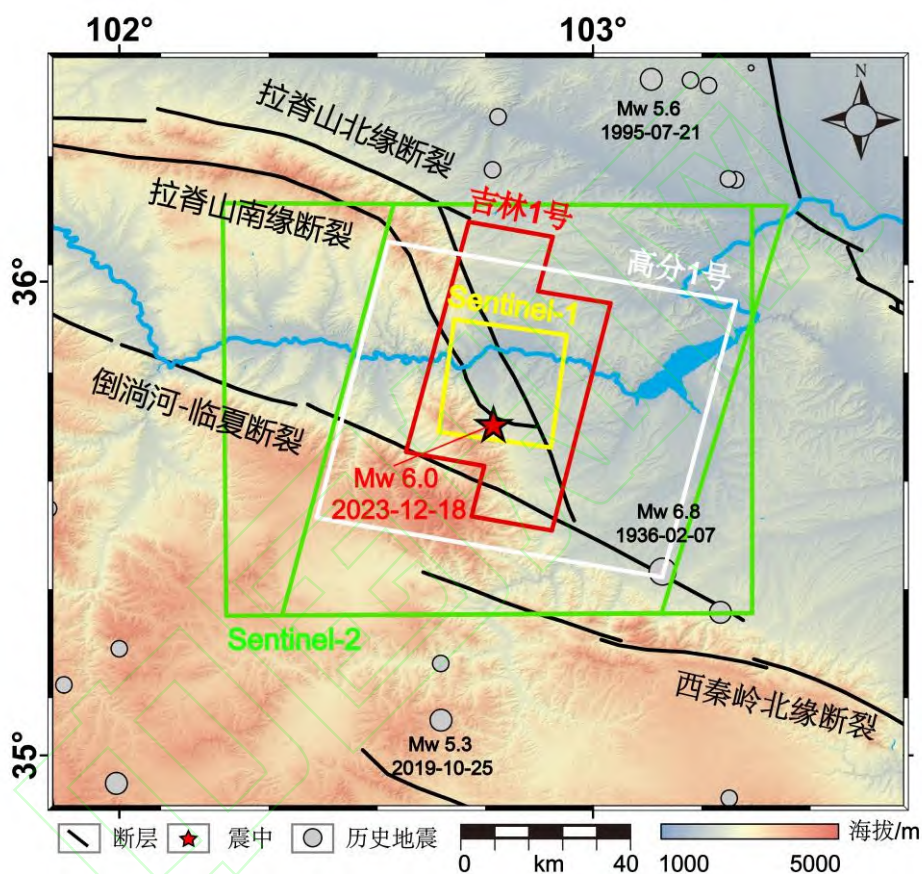 102°
103°
N
拉脊山北缘断裂
Mw 5.6
1995-07-21
拉脊山南缘断裂
吉林1号
高分1号
36°
Sentinel-1
倒淌河-临夏断裂
Mw 6.0
2023-12-18
Mw 6.8
1936-02-07
Sentinel-2
西秦岭北缘断裂
35°
Mw 5.3
2019-10-25
断层
震中
历史地震
海拔/m
0
km
40
1000
5000